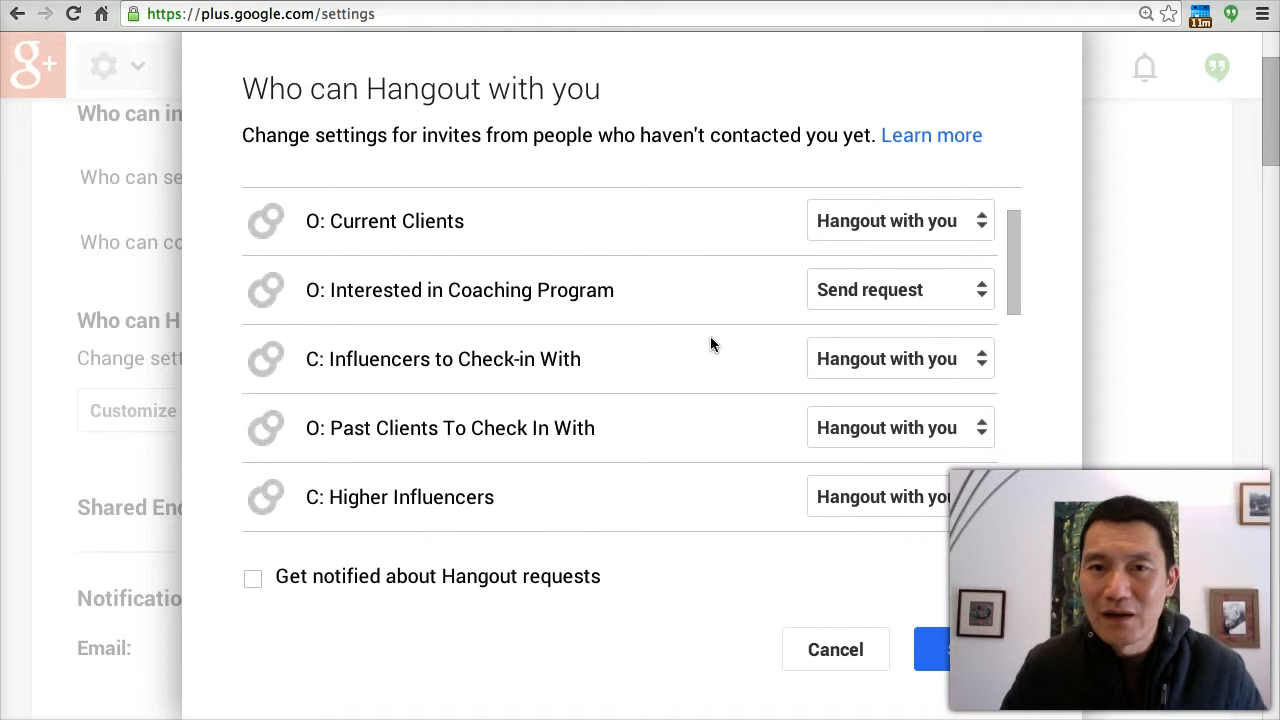 https://plus.google.com/settings
11m
g+
Who can in
Who can se
Who can co
Who can H
Change sett
Customize
Shared End
Notificatio
Email:
Who can Hangout with you
Change settings for invites from people who haven't contacted you yet. Learn more
O: Current Clients
Hangout with you
O: Interested in Coaching Program
Send request
C: Influencers to Check-in With
Hangout with you
O: Past Clients To Check In With
Hangout with you
C: Higher Influencers
Hangout with you
Get notified about Hangout requests
Cancel